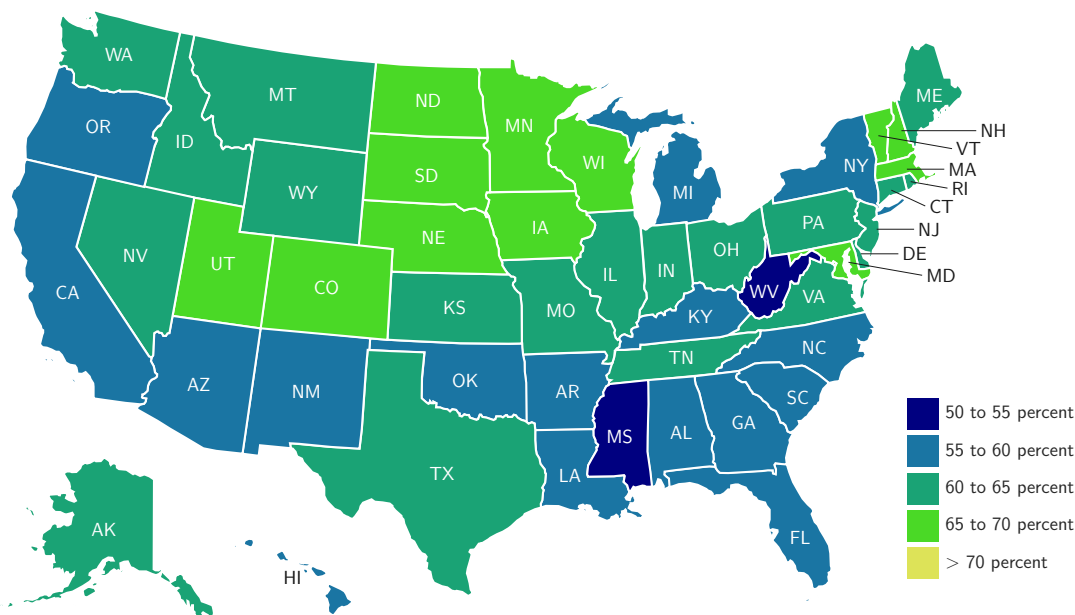 WA
MT
ND
MN
ME
OR
ID
WI
NH
VT
WY
SD
MI
NY
MA
RI
CT
NV
UT
NE
IA
PA
NJ
CO
IL
IN
OH
DE
MD
CA
KS
MO
WV
VA
KY
AZ
NM
OK
AR
TN
NC
SC
MS
AL
GA
TX
LA
FL
AK
HI
50 to 55 percent
55 to 60 percent
60 to 65 percent
65 to 70 percent
> 70 percent